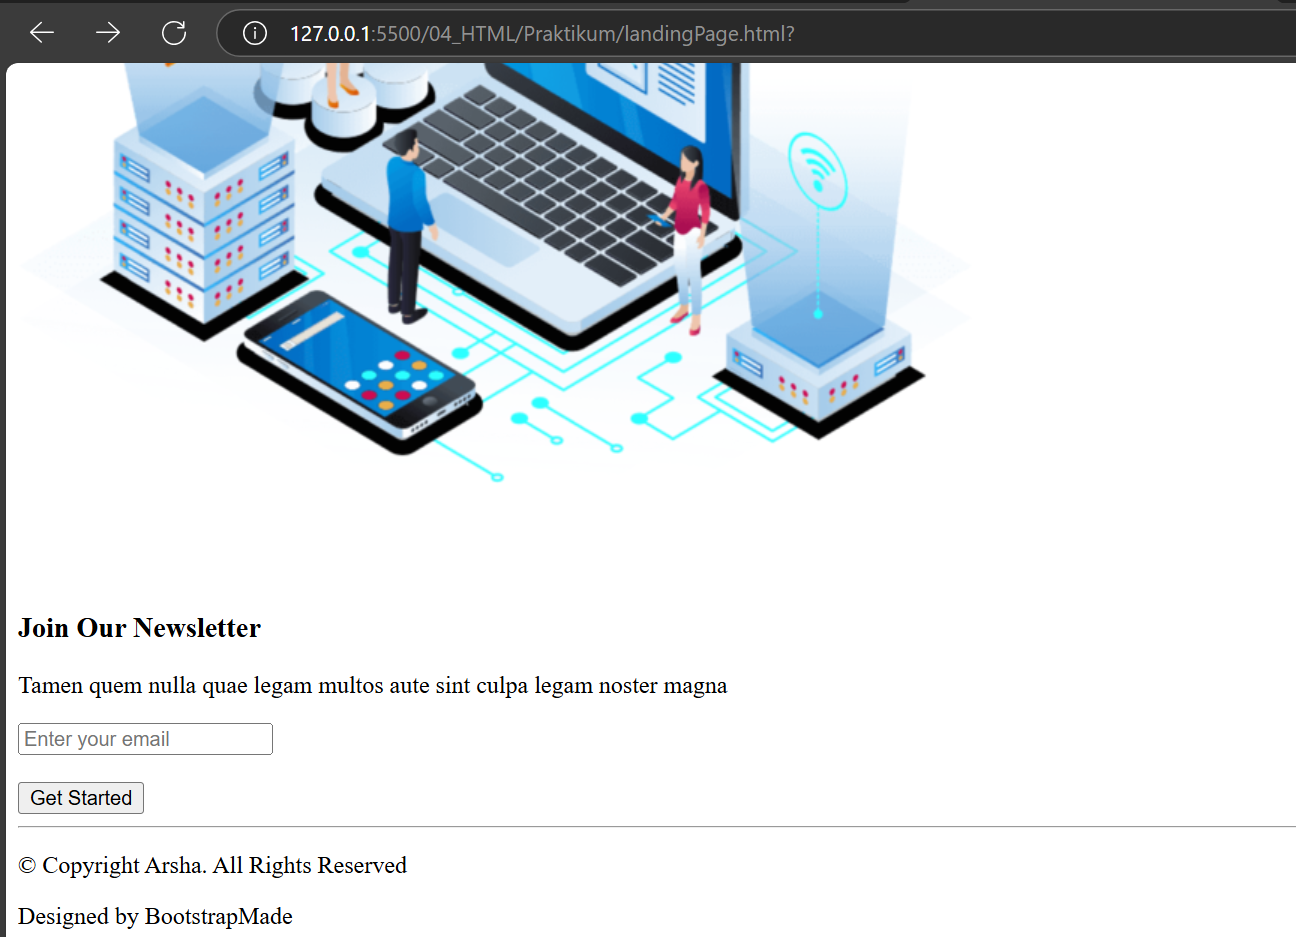 127.0.0.1:5500/04_HTML/Praktikum/landingPage.html?
Join Our Newsletter
Tamen quem nulla quae legam multos aute sint culpa legam noster magna
Enter your email
Get Started
© Copyright Arsha. All Rights Reserved
Designed by BootstrapMade